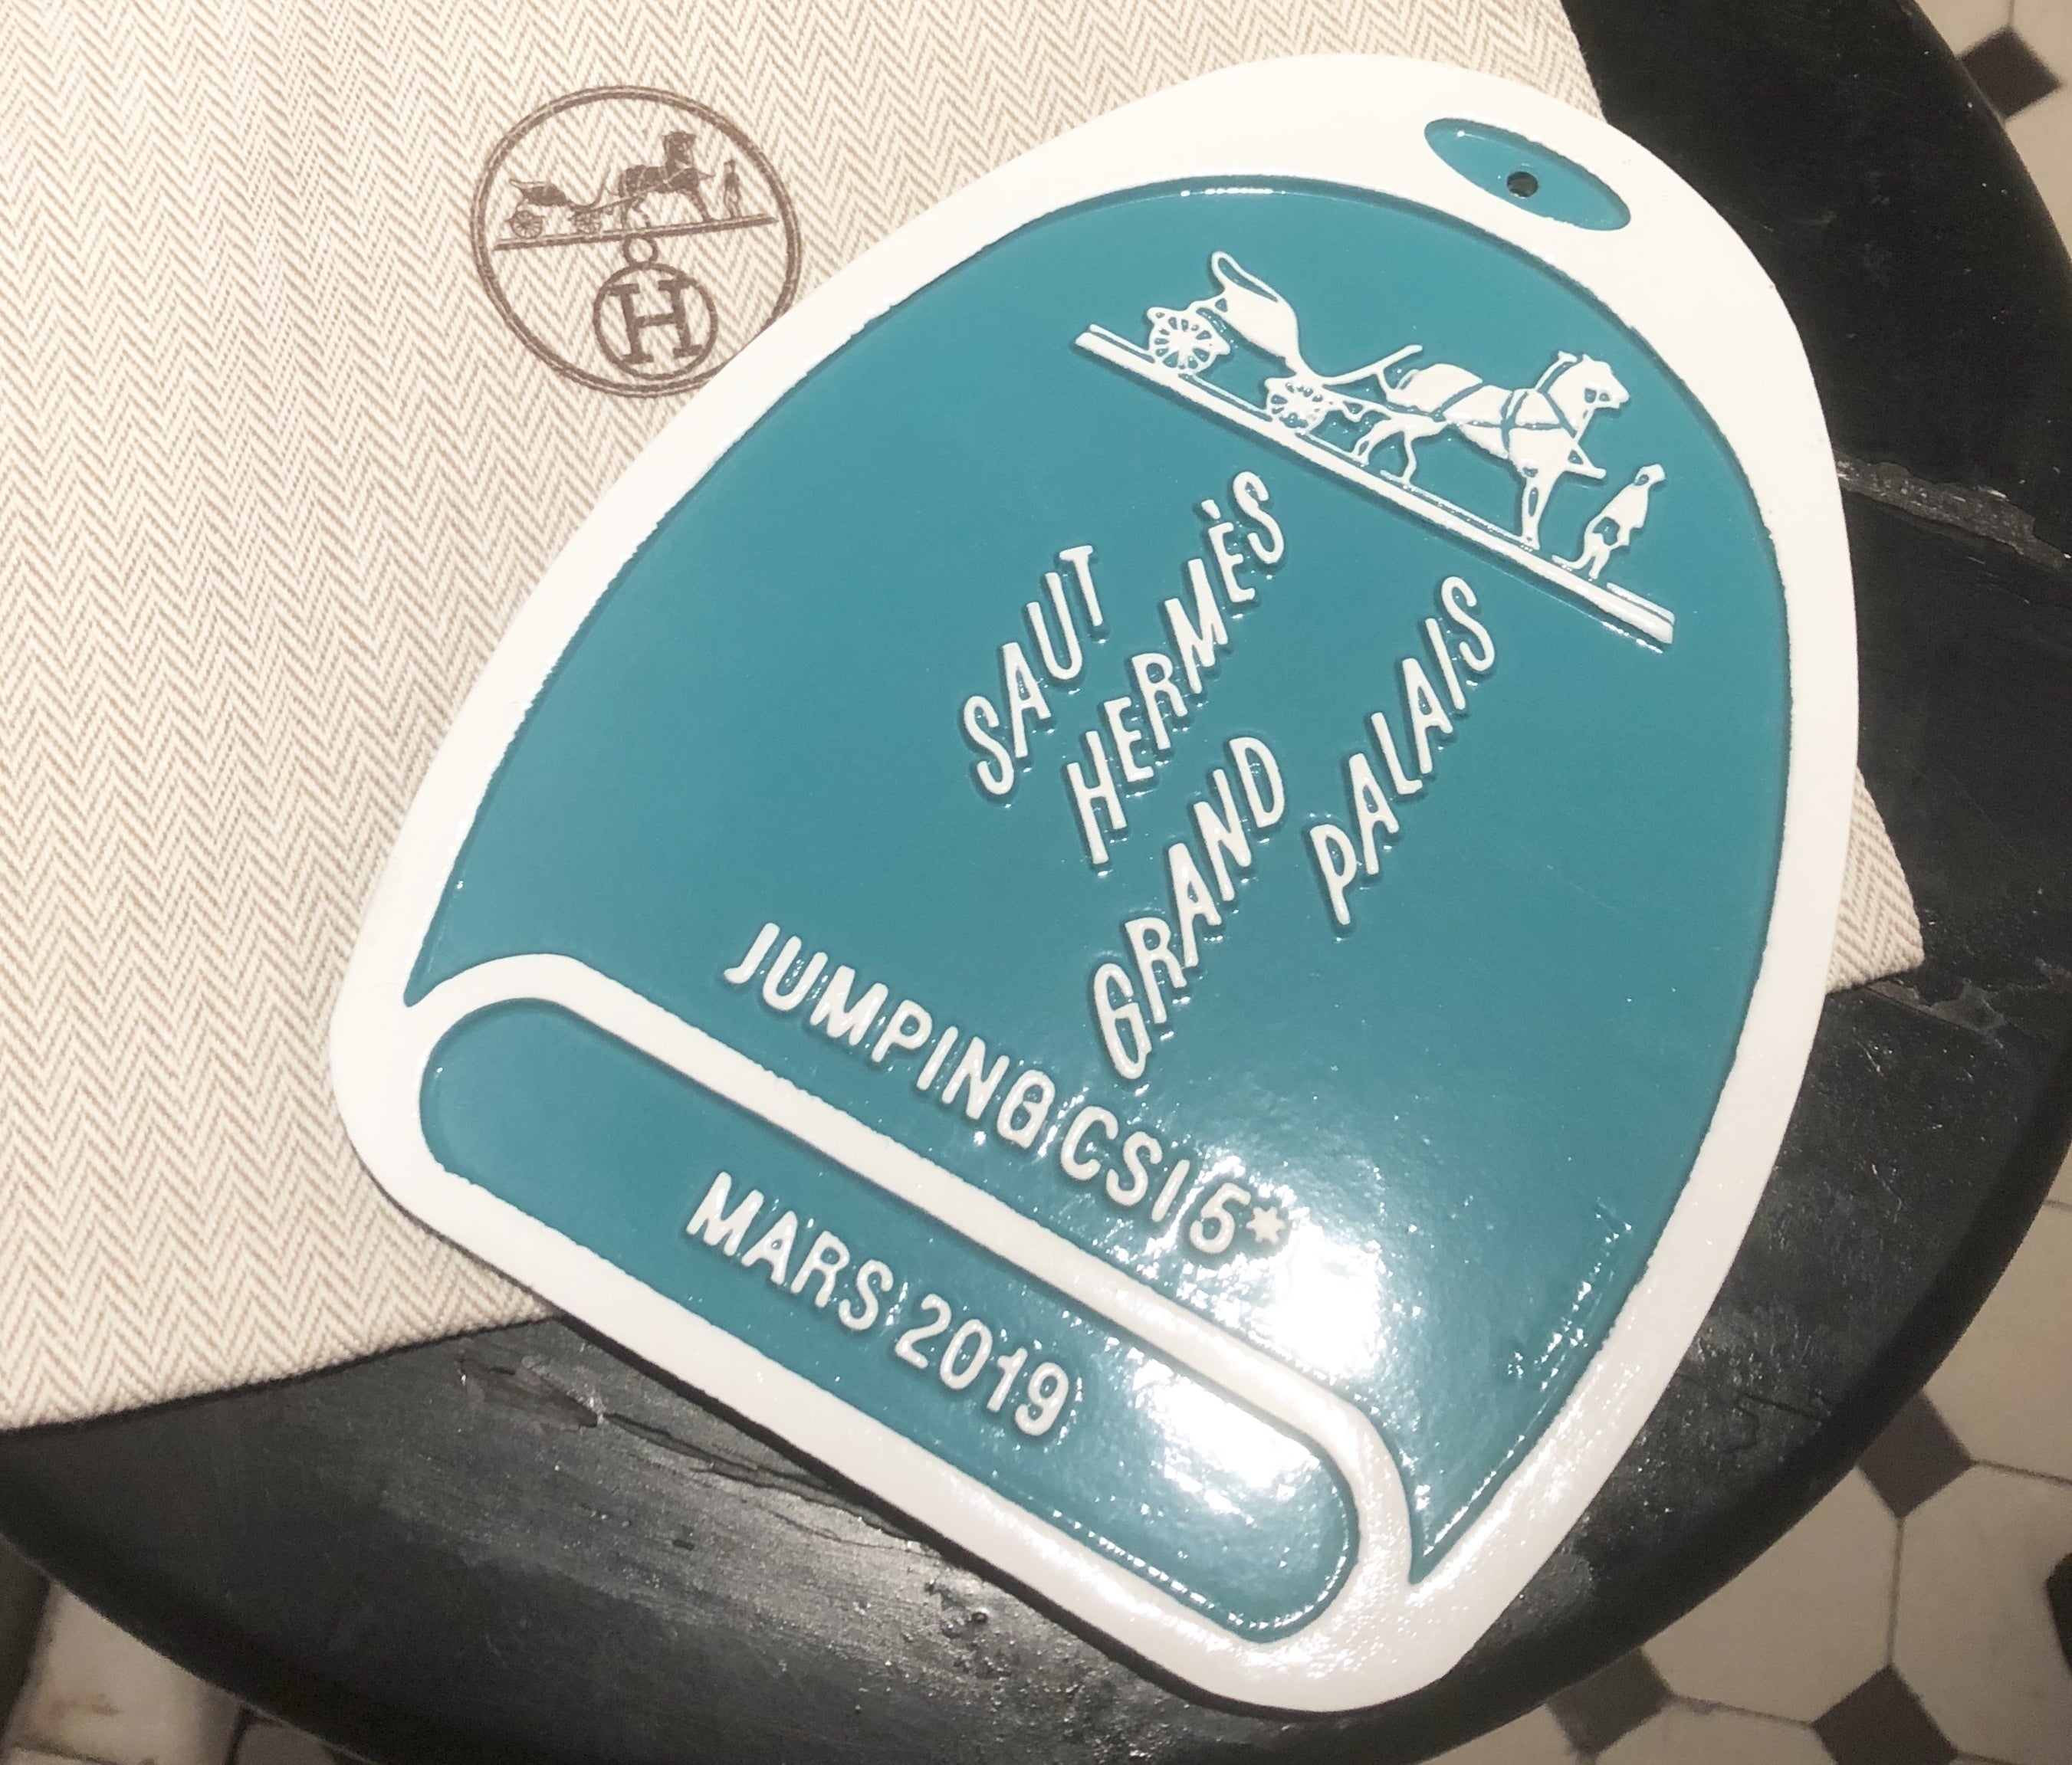 H
SAUT
HERMÈS
GRAND
PALAIS
JUMPING CSI 5*
MARS 2019